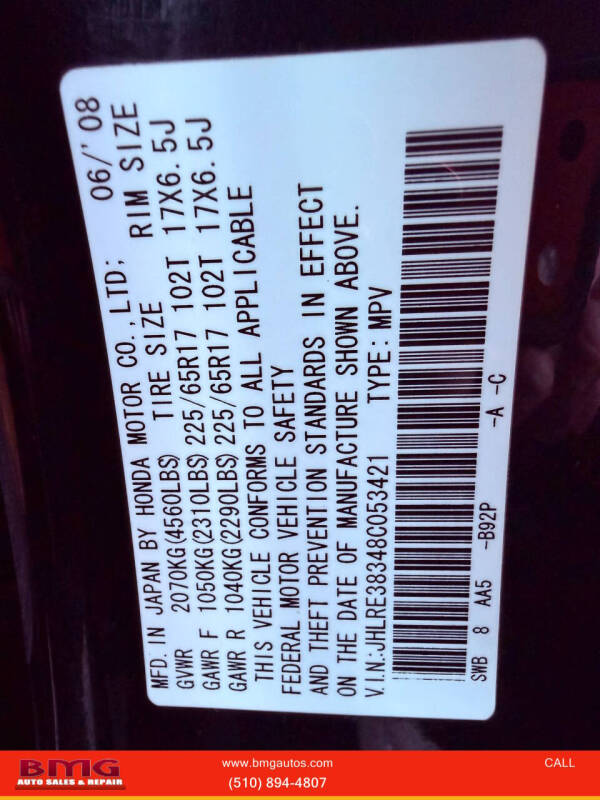 MFD. IN JAPAN BY HONDA MOTOR CO., LTD; 06/'08
TIRE SIZE RIM SIZE
GVWR 2070KG(4560LBS)
GAWR F 1050KG(2310LBS) 225/65R17 102T 17X6.5J
GAWR R 1040KG(2290LBS) 225/65R17 102T 17X6.5J
THIS VEHICLE CONFORMS TO ALL APPLICABLE
FEDERAL MOTOR VEHICLE SAFETY
AND THEFT PREVENTION STANDARDS IN EFFECT
ON THE DATE OF MANUFACTURE SHOWN ABOVE.
V.I.N:JHLRE38348C053421 TYPE: MPV
SWB 8 AA5 -B92P -A -C
BMG
AUTO SALES & REPAIR
www.bmgautos.com
(510) 894-4807
CALL